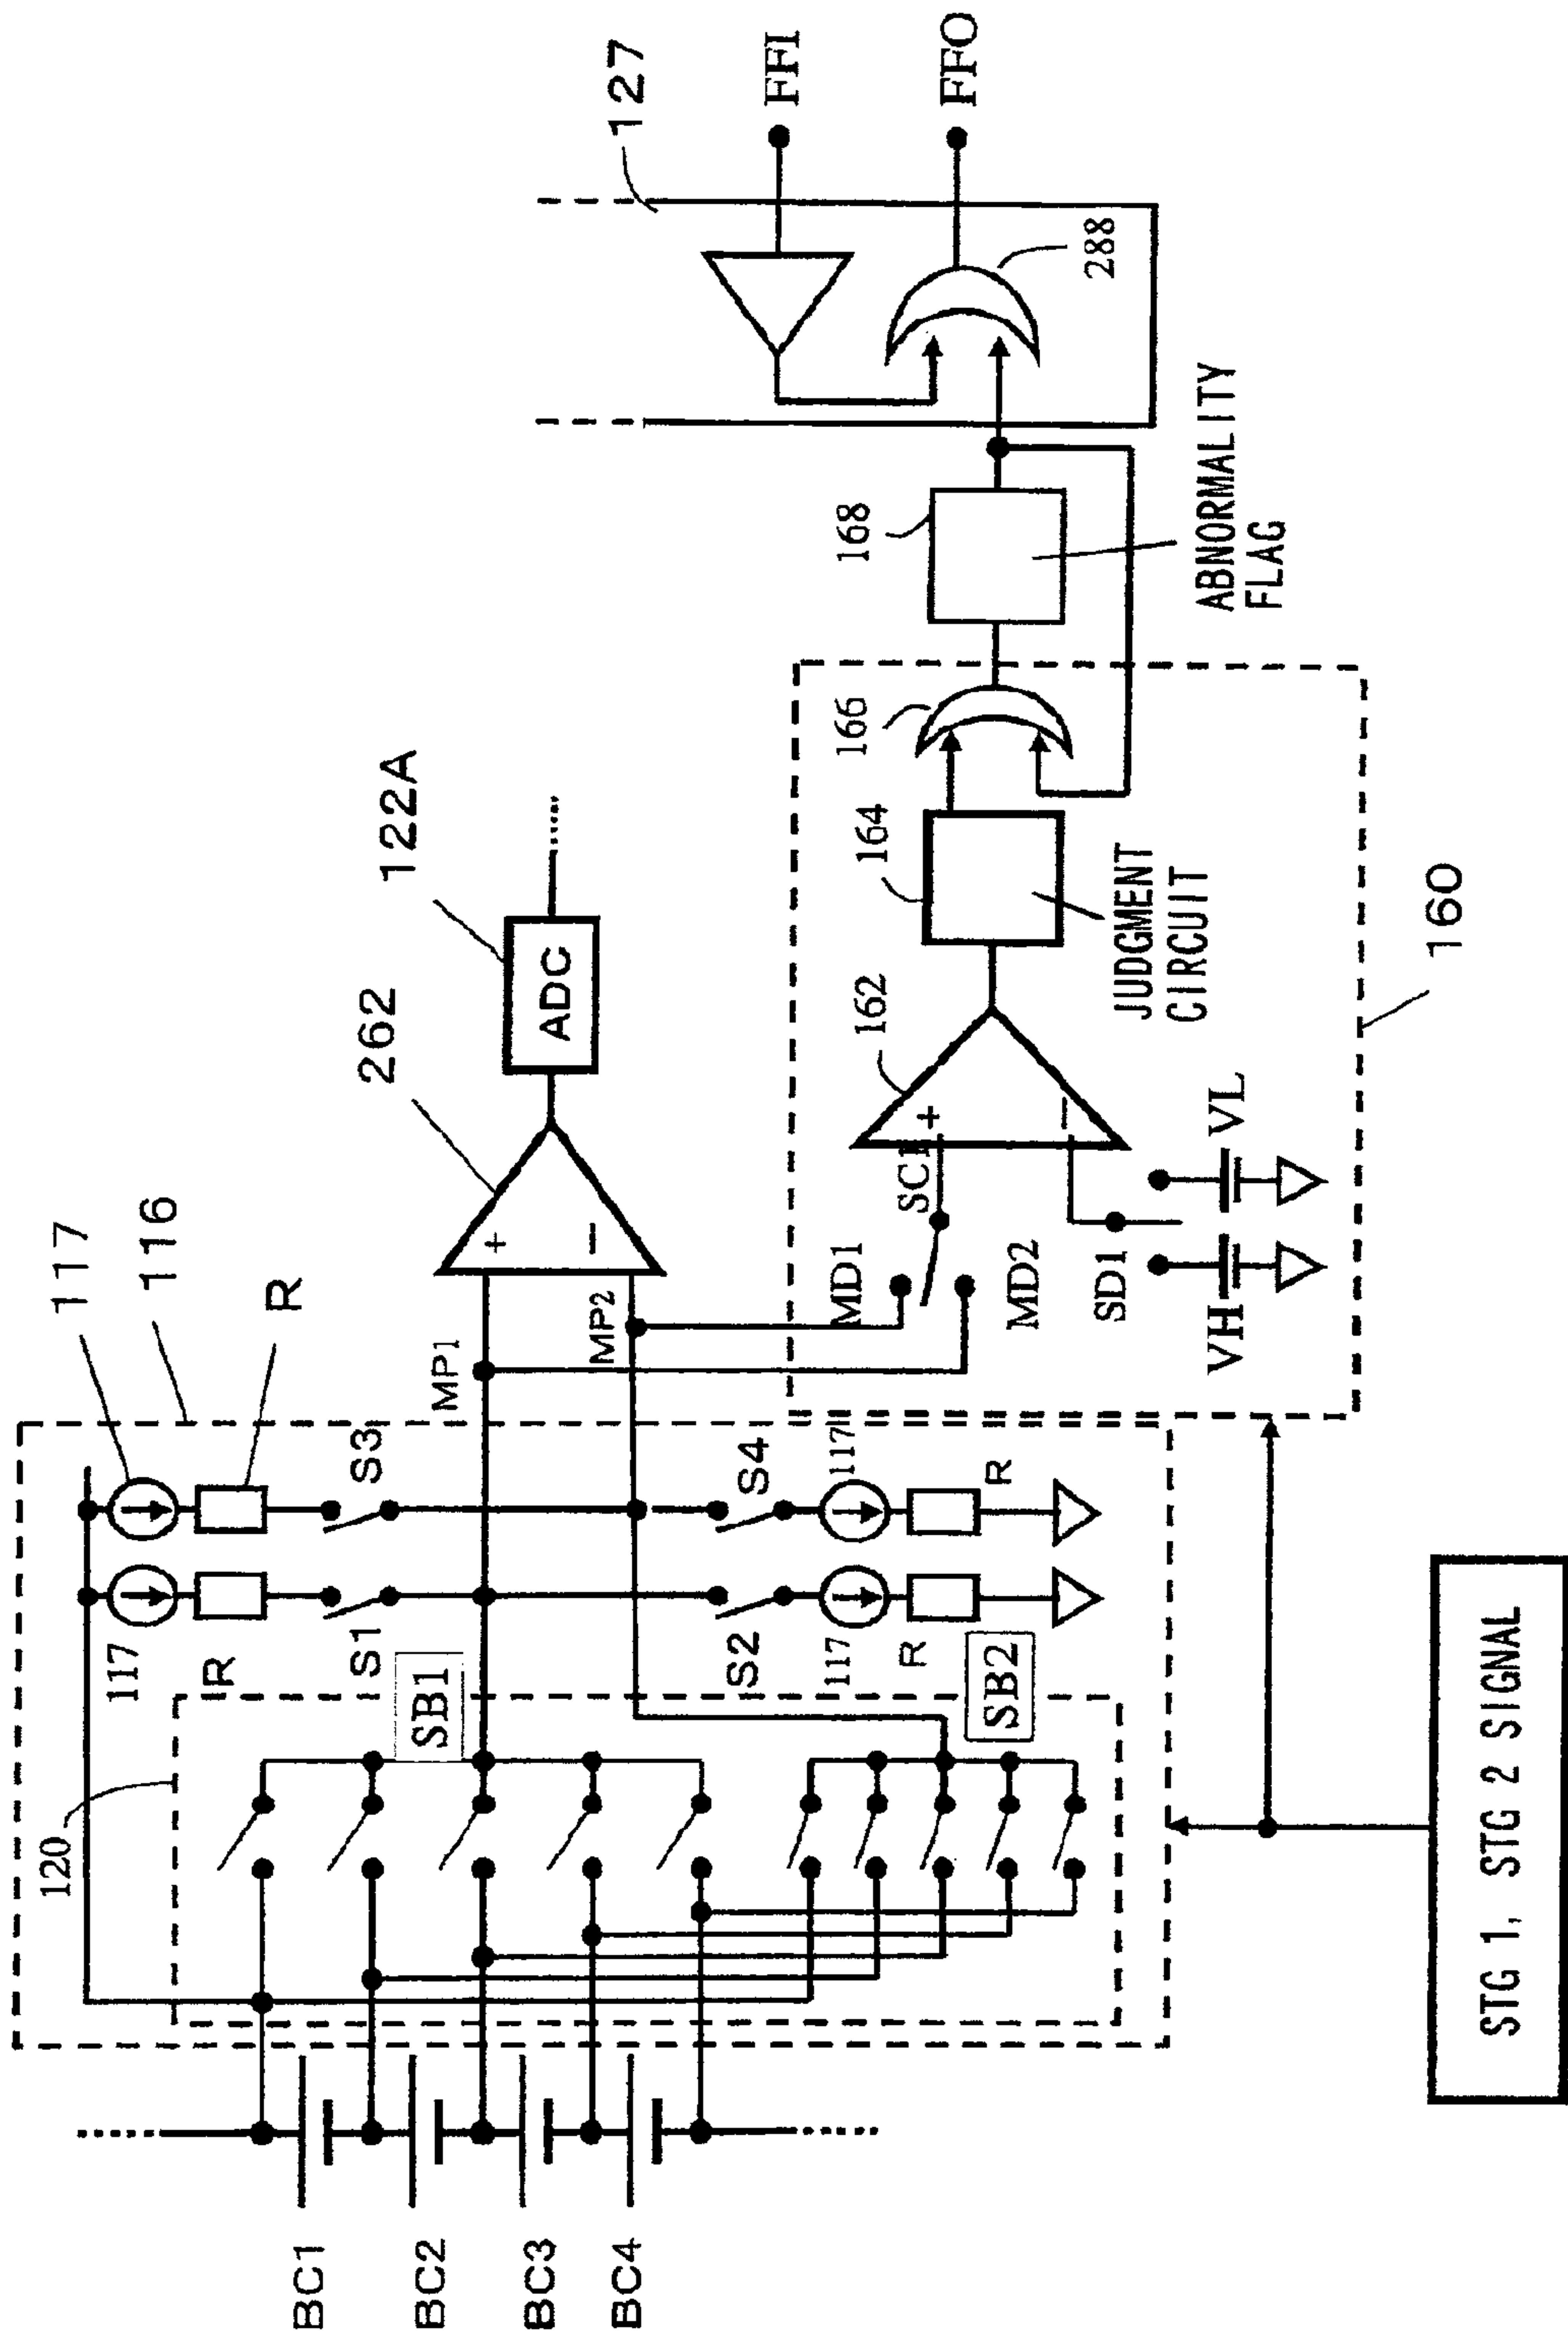 BC1
BC2
BC3
BC4
120
117
R
S1
SB1
S2
117
R
SB2
117
116
R
S3
S4
117
R
MP1
MP2
+
−
262
ADC
122A
MD1
MD2
SC1
SD1
VH
VL
+
−
162
164
JUDGMENT
CIRCUIT
166
160
168
ABNORMALITY
FLAG
127
288
FFI
FFO
STG 1, STG 2 SIGNAL